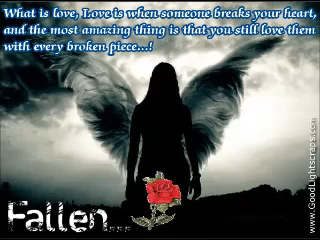 What is love, Love is when someone breaks your heart,
and the most amazing thing is that you still love them
with every broken piece...!
Fallen...
www.GoodLightscraps.com